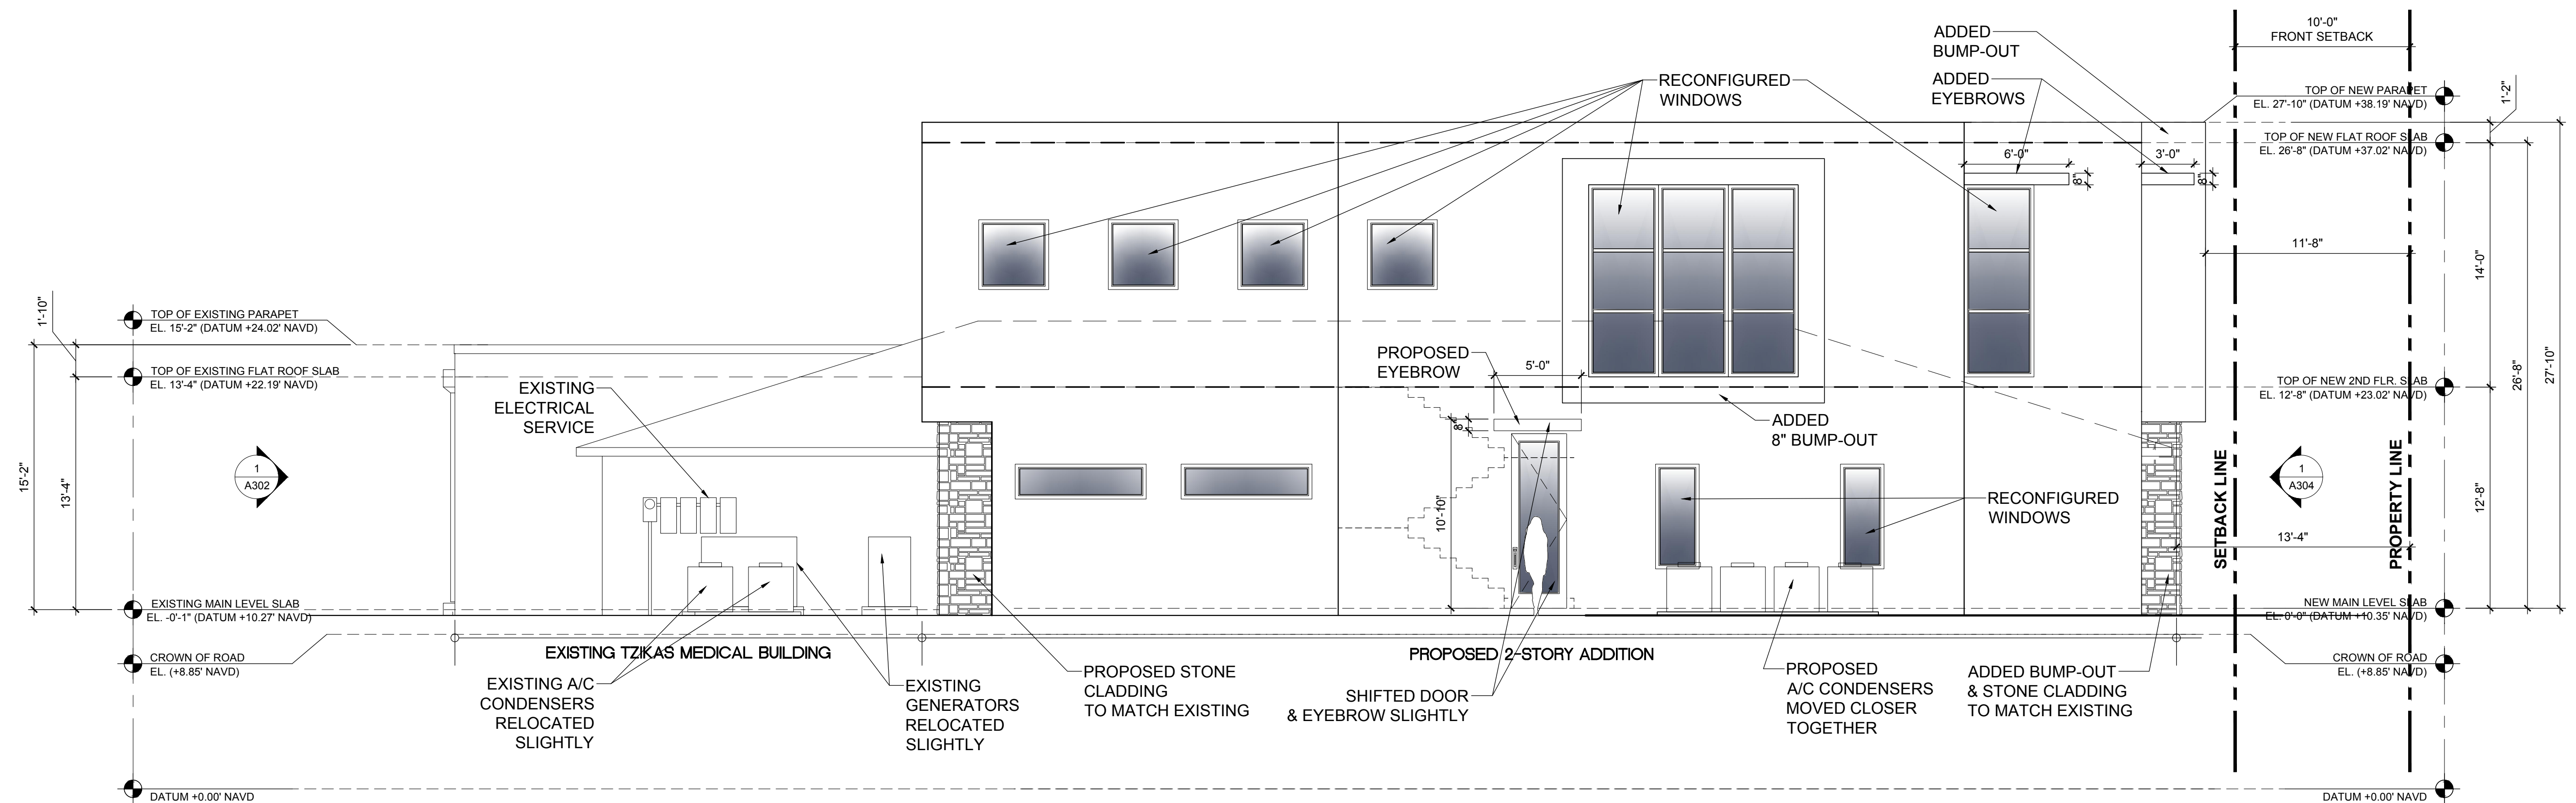 10'-0"
FRONT SETBACK
ADDED
BUMP-OUT
ADDED
EYEBROWS
RECONFIGURED
WINDOWS
TOP OF NEW PARAPET
EL. 27'-10" (DATUM +38.19' NAVD)
1'-2"
TOP OF NEW FLAT ROOF SLAB
EL. 26'-8" (DATUM +37.02' NAVD)
6'-0"
8"
3'-0"
8"
11'-8"
14'-0"
26'-8"
27'-10"
1'-10"
TOP OF EXISTING PARAPET
EL. 15'-2" (DATUM +24.02' NAVD)
TOP OF EXISTING FLAT ROOF SLAB
EL. 13'-4" (DATUM +22.19' NAVD)
EXISTING
ELECTRICAL
SERVICE
PROPOSED
EYEBROW
5'-0"
8"
10'-10"
ADDED
8" BUMP-OUT
TOP OF NEW 2ND FLR. SLAB
EL. 12'-8" (DATUM +23.02' NAVD)
15'-2"
13'-4"
1
A302
RECONFIGURED
WINDOWS
SETBACK LINE
PROPERTY LINE
1
A304
12'-8"
13'-4"
EXISTING MAIN LEVEL SLAB
EL. -0'-1" (DATUM +10.27' NAVD)
NEW MAIN LEVEL SLAB
EL. 0'-0" (DATUM +10.35' NAVD)
CROWN OF ROAD
EL. (+8.85' NAVD)
EXISTING TZIKAS MEDICAL BUILDING
PROPOSED 2-STORY ADDITION
CROWN OF ROAD
EL. (+8.85' NAVD)
EXISTING A/C
CONDENSERS
RELOCATED
SLIGHTLY
EXISTING
GENERATORS
RELOCATED
SLIGHTLY
PROPOSED STONE
CLADDING
TO MATCH EXISTING
SHIFTED DOOR
& EYEBROW SLIGHTLY
PROPOSED
A/C CONDENSERS
MOVED CLOSER
TOGETHER
ADDED BUMP-OUT
& STONE CLADDING
TO MATCH EXISTING
DATUM +0.00' NAVD
DATUM +0.00' NAVD